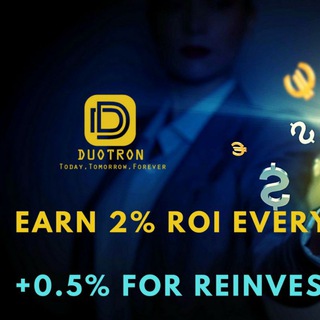 DUOTRON
Today,Tomorrow,Forever
EARN 2% ROI EVERY
+0.5% FOR REINVES